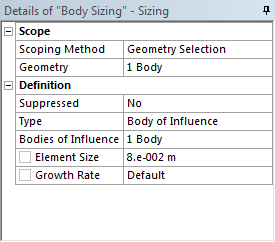 Details of "Body Sizing" - Sizing
Scope
Scoping Method Geometry Selection
Geometry 1 Body
Definition
Suppressed No
Type Body of Influence
Bodies of Influence 1 Body
Element Size 8.e-002 m
Growth Rate Default